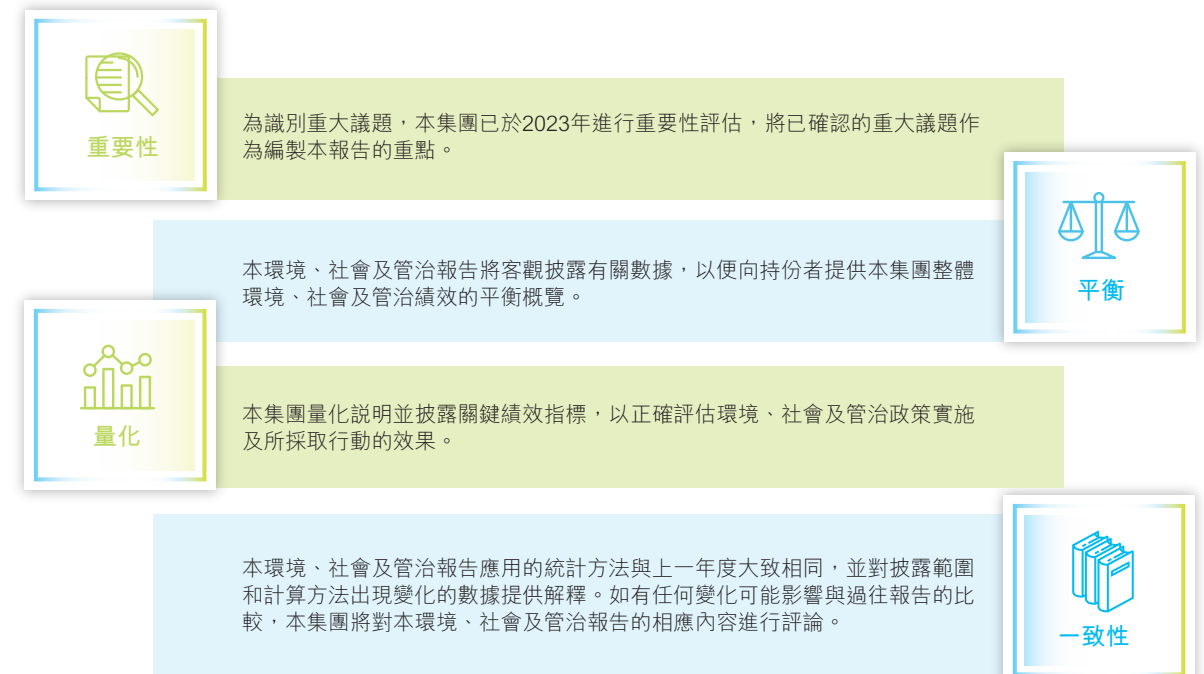 重要性
為識別重大議題，本集團已於2023年進行重要性評估，將已確認的重大議題作
為編製本報告的重點。
本環境、社會及管治報告將客觀披露有關數據，以便向持份者提供本集團整體
環境、社會及管治績效的平衡概覽。
平衡
量化
本集團量化説明並披露關鍵績效指標，以正確評估環境、社會及管治政策實施
及所採取行動的效果。
本環境、社會及管治報告應用的統計方法與上一年度大致相同，並對披露範圍
和計算方法出現變化的數據提供解釋。如有任何變化可能影響與過往報告的比
較，本集團將對本環境、社會及管治報告的相應內容進行評論。
一致性